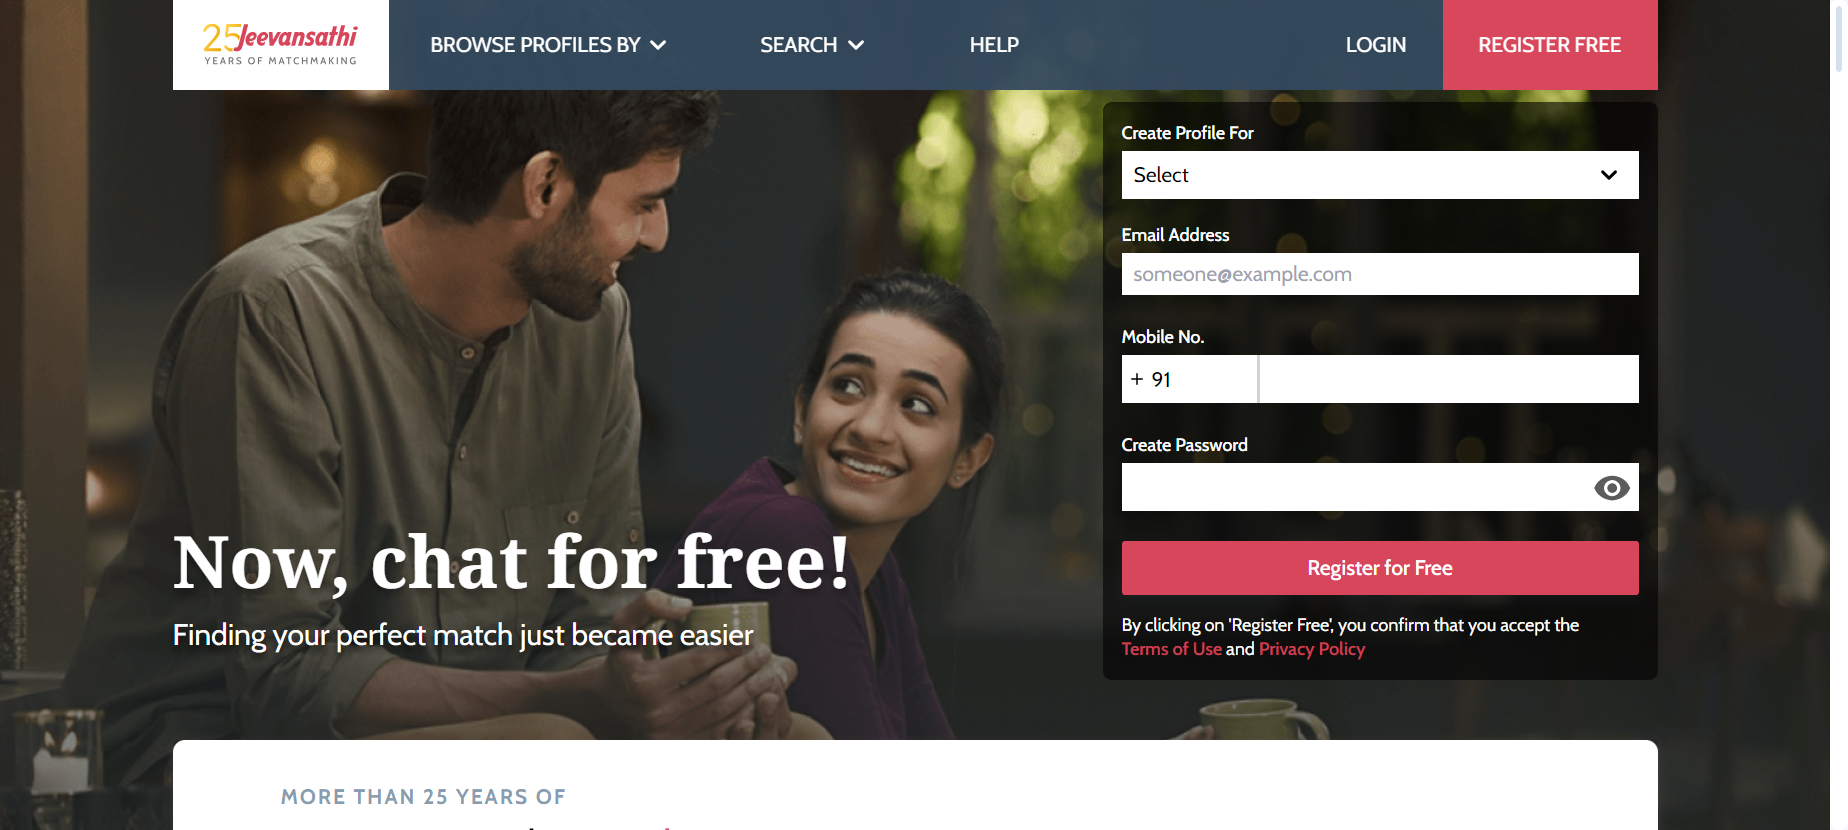 25 Jeevansathi
YEARS OF MATCHMAKING
BROWSE PROFILES BY
SEARCH
HELP
LOGIN
REGISTER FREE
Create Profile For
Select
Email Address
someone@example.com
Mobile No.
+ 91
Create Password
Register for Free
By clicking on 'Register Free', you confirm that you accept the
Terms of Use and Privacy Policy
Now, chat for free!
Finding your perfect match just became easier
MORE THAN 25 YEARS OF